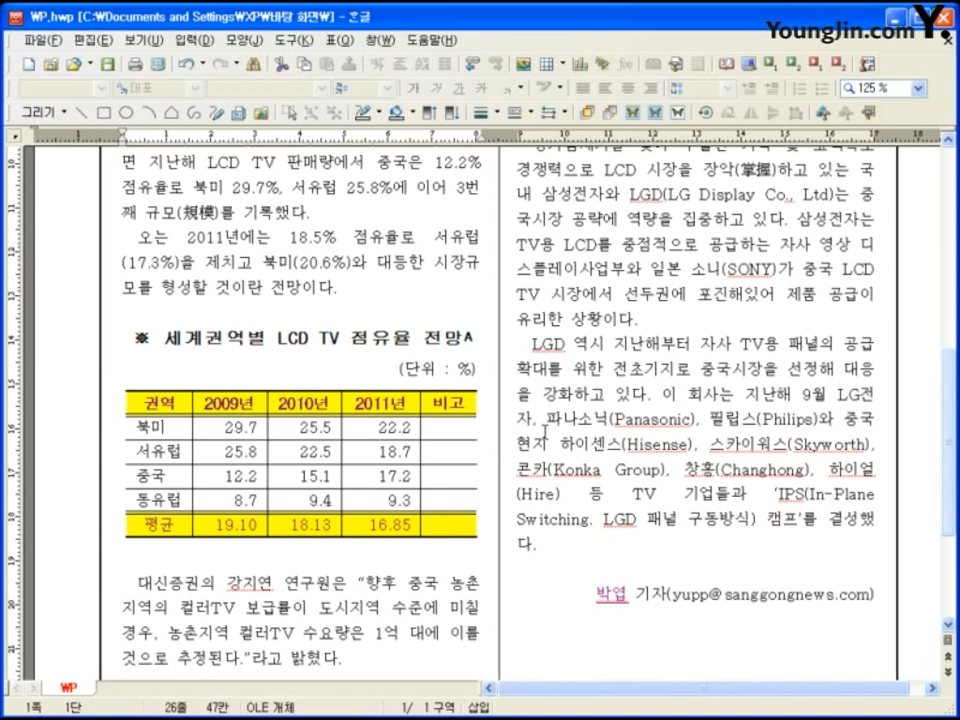 WP.hwp [C:₩Documents and Settings₩XP₩바탕 화면₩] - 한글
YoungJin.com Y.
파일(F) 편집(E) 보기(U) 입력(D) 모양(J) 도구(K) 표(Q) 창(W) 도움말(H)
대표
가 가 가 가
125 %
그리기
1 1 2 3 4 5 6 7 8 9 10 11 12 13 14 15 16 17 18
면 지난해 LCD TV 판매량에서 중국은 12.2%
점유율로 북미 29.7%, 서유럽 25.8%에 이어 3번
째 규모(規模)를 기록했다.
오는 2011년에는 18.5% 점유율로 서유럽
(17.3%)을 제치고 북미(20.6%)와 대등한 시장규
모를 형성할 것이란 전망이다.
※ 세계권역별 LCD TV 점유율 전망A
(단위 : %)
권역 2009년 2010년 2011년 비고
북미 29.7 25.5 22.2
서유럽 25.8 22.5 18.7
중국 12.2 15.1 17.2
동유럽 8.7 9.4 9.3
평균 19.10 18.13 16.85
대신증권의 강지연 연구원은 “향후 중국 농촌
지역의 컬러TV 보급률이 도시지역 수준에 미칠
경우, 농촌지역 컬러TV 수요량은 1억 대에 이를
것으로 추정된다.”라고 밝혔다.
경쟁력으로 LCD 시장을 장악(掌握)하고 있는 국
내 삼성전자와 LGD(LG Display Co., Ltd)는 중
국시장 공략에 역량을 집중하고 있다. 삼성전자는
TV용 LCD를 중점적으로 공급하는 자사 영상 디
스플레이사업부와 일본 소니(SONY)가 중국 LCD
TV 시장에서 선두권에 포진해있어 제품 공급이
유리한 상황이다.
LGD 역시 지난해부터 자사 TV용 패널의 공급
확대를 위한 전초기지로 중국시장을 선정해 대응
을 강화하고 있다. 이 회사는 지난해 9월 LG전
자, 파나소닉(Panasonic), 필립스(Philips)와 중국
현지 하이센스(Hisense), 스카이워스(Skyworth),
콘카(Konka Group), 창홍(Changhong), 하이얼
(Hire) 등 TV 기업들과 ‘IPS(In-Plane
Switching, LGD 패널 구동방식) 캠프’를 결성했
다.
박엽 기자(yupp@sanggongnews.com)
WP
1쪽 1단 26줄 47칸 OLE 개체 1/ 1 구역 삽입